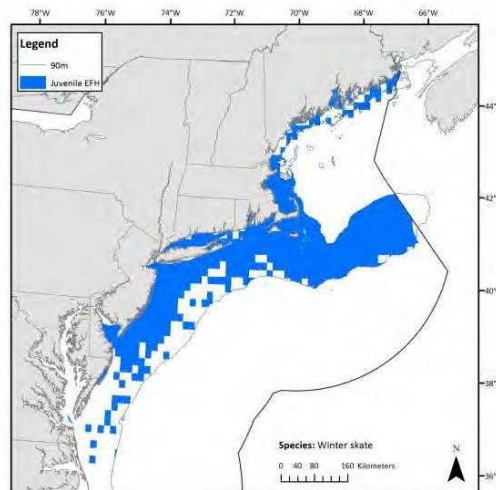 78°W 76°W 74°W 72°W 70°W 68°W 66°W
Legend
90m
Juvenile EFH
44°
42°
40°
38°
36°
Species: Winter skate
N
0 40 80 160 Kilometers